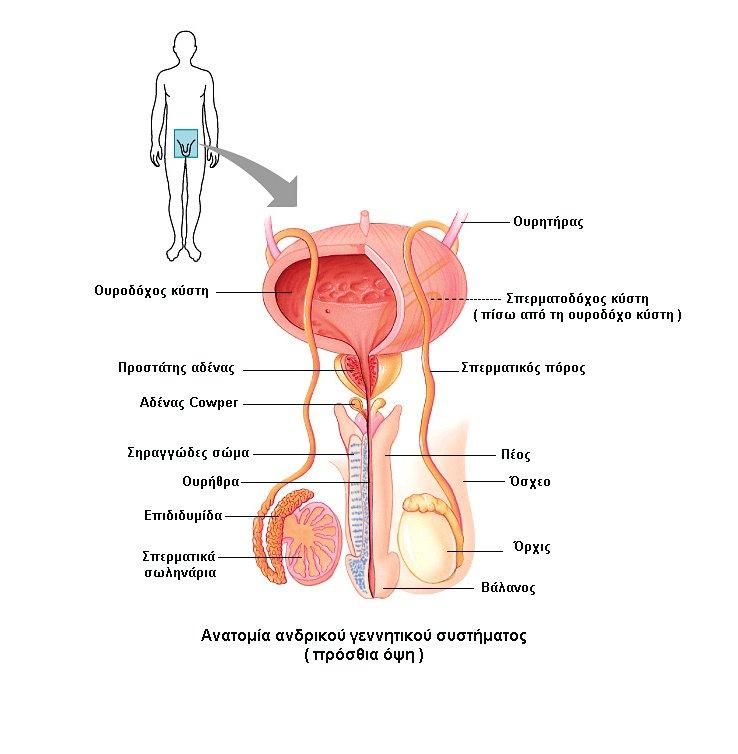 Ουρητήρας
Ουροδόχος κύστη
Σπερματοδόχος κύστη
( πίσω από τη ουροδόχο κύστη )
Προστάτης αδένας
Σπερματικός πόρος
Αδένας Cowper
Σηραγγώδες σώμα
Πέος
Ουρήθρα
Όσχεο
Επιδιδυμίδα
Όρχις
Σπερματικά
σωληνάρια
Βάλανος
Ανατομία ανδρικού γεννητικού συστήματος
( πρόσθια όψη )